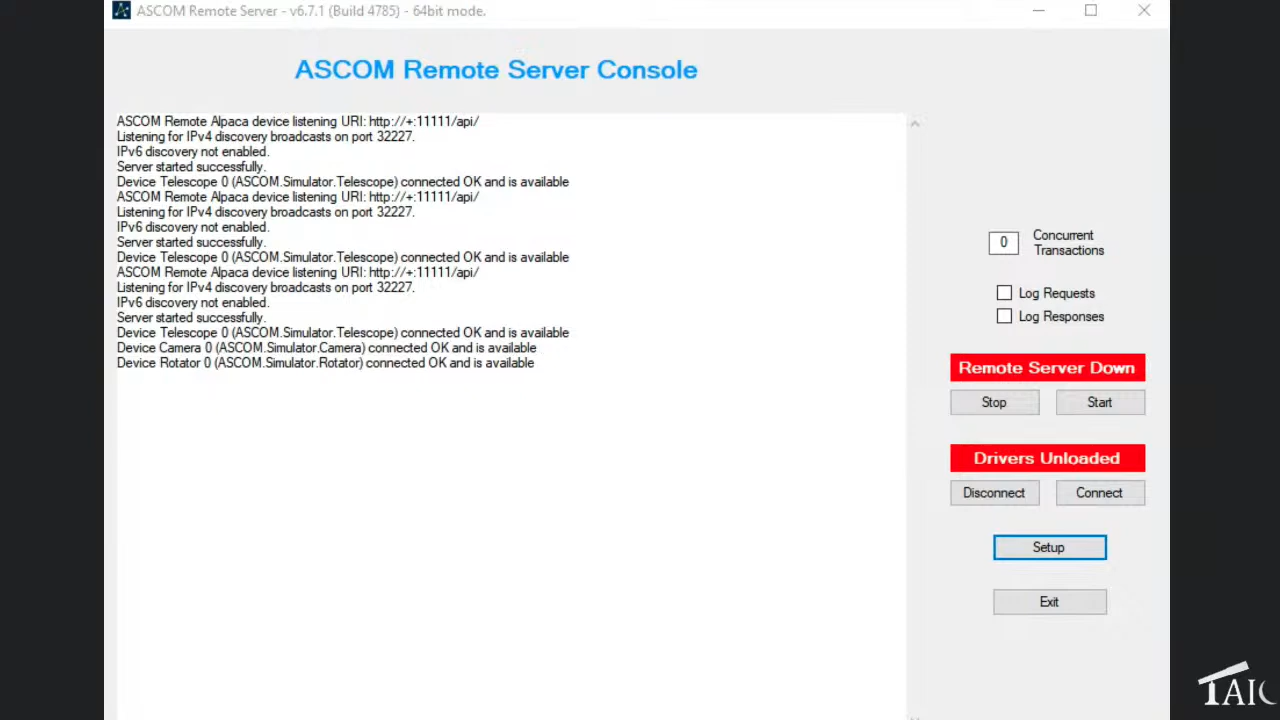 ASCOM Remote Server - v6.7.1 (Build 4785) - 64bit mode.
ASCOM Remote Server Console
ASCOM Remote Alpaca device listening URI: http://+:11111/api/
Listening for IPv4 discovery broadcasts on port 32227.
IPv6 discovery not enabled.
Server started successfully.
Device Telescope 0 (ASCOM.Simulator.Telescope) connected OK and is available
ASCOM Remote Alpaca device listening URI: http://+:11111/api/
Listening for IPv4 discovery broadcasts on port 32227.
IPv6 discovery not enabled.
Server started successfully.
Device Telescope 0 (ASCOM.Simulator.Telescope) connected OK and is available
ASCOM Remote Alpaca device listening URI: http://+:11111/api/
Listening for IPv4 discovery broadcasts on port 32227.
IPv6 discovery not enabled.
Server started successfully.
Device Telescope 0 (ASCOM.Simulator.Telescope) connected OK and is available
Device Camera 0 (ASCOM.Simulator.Camera) connected OK and is available
Device Rotator 0 (ASCOM.Simulator.Rotator) connected OK and is available
0 Concurrent
Transactions
Log Requests
Log Responses
Remote Server Down
Stop Start
Drivers Unloaded
Disconnect Connect
Setup
Exit
TAIC